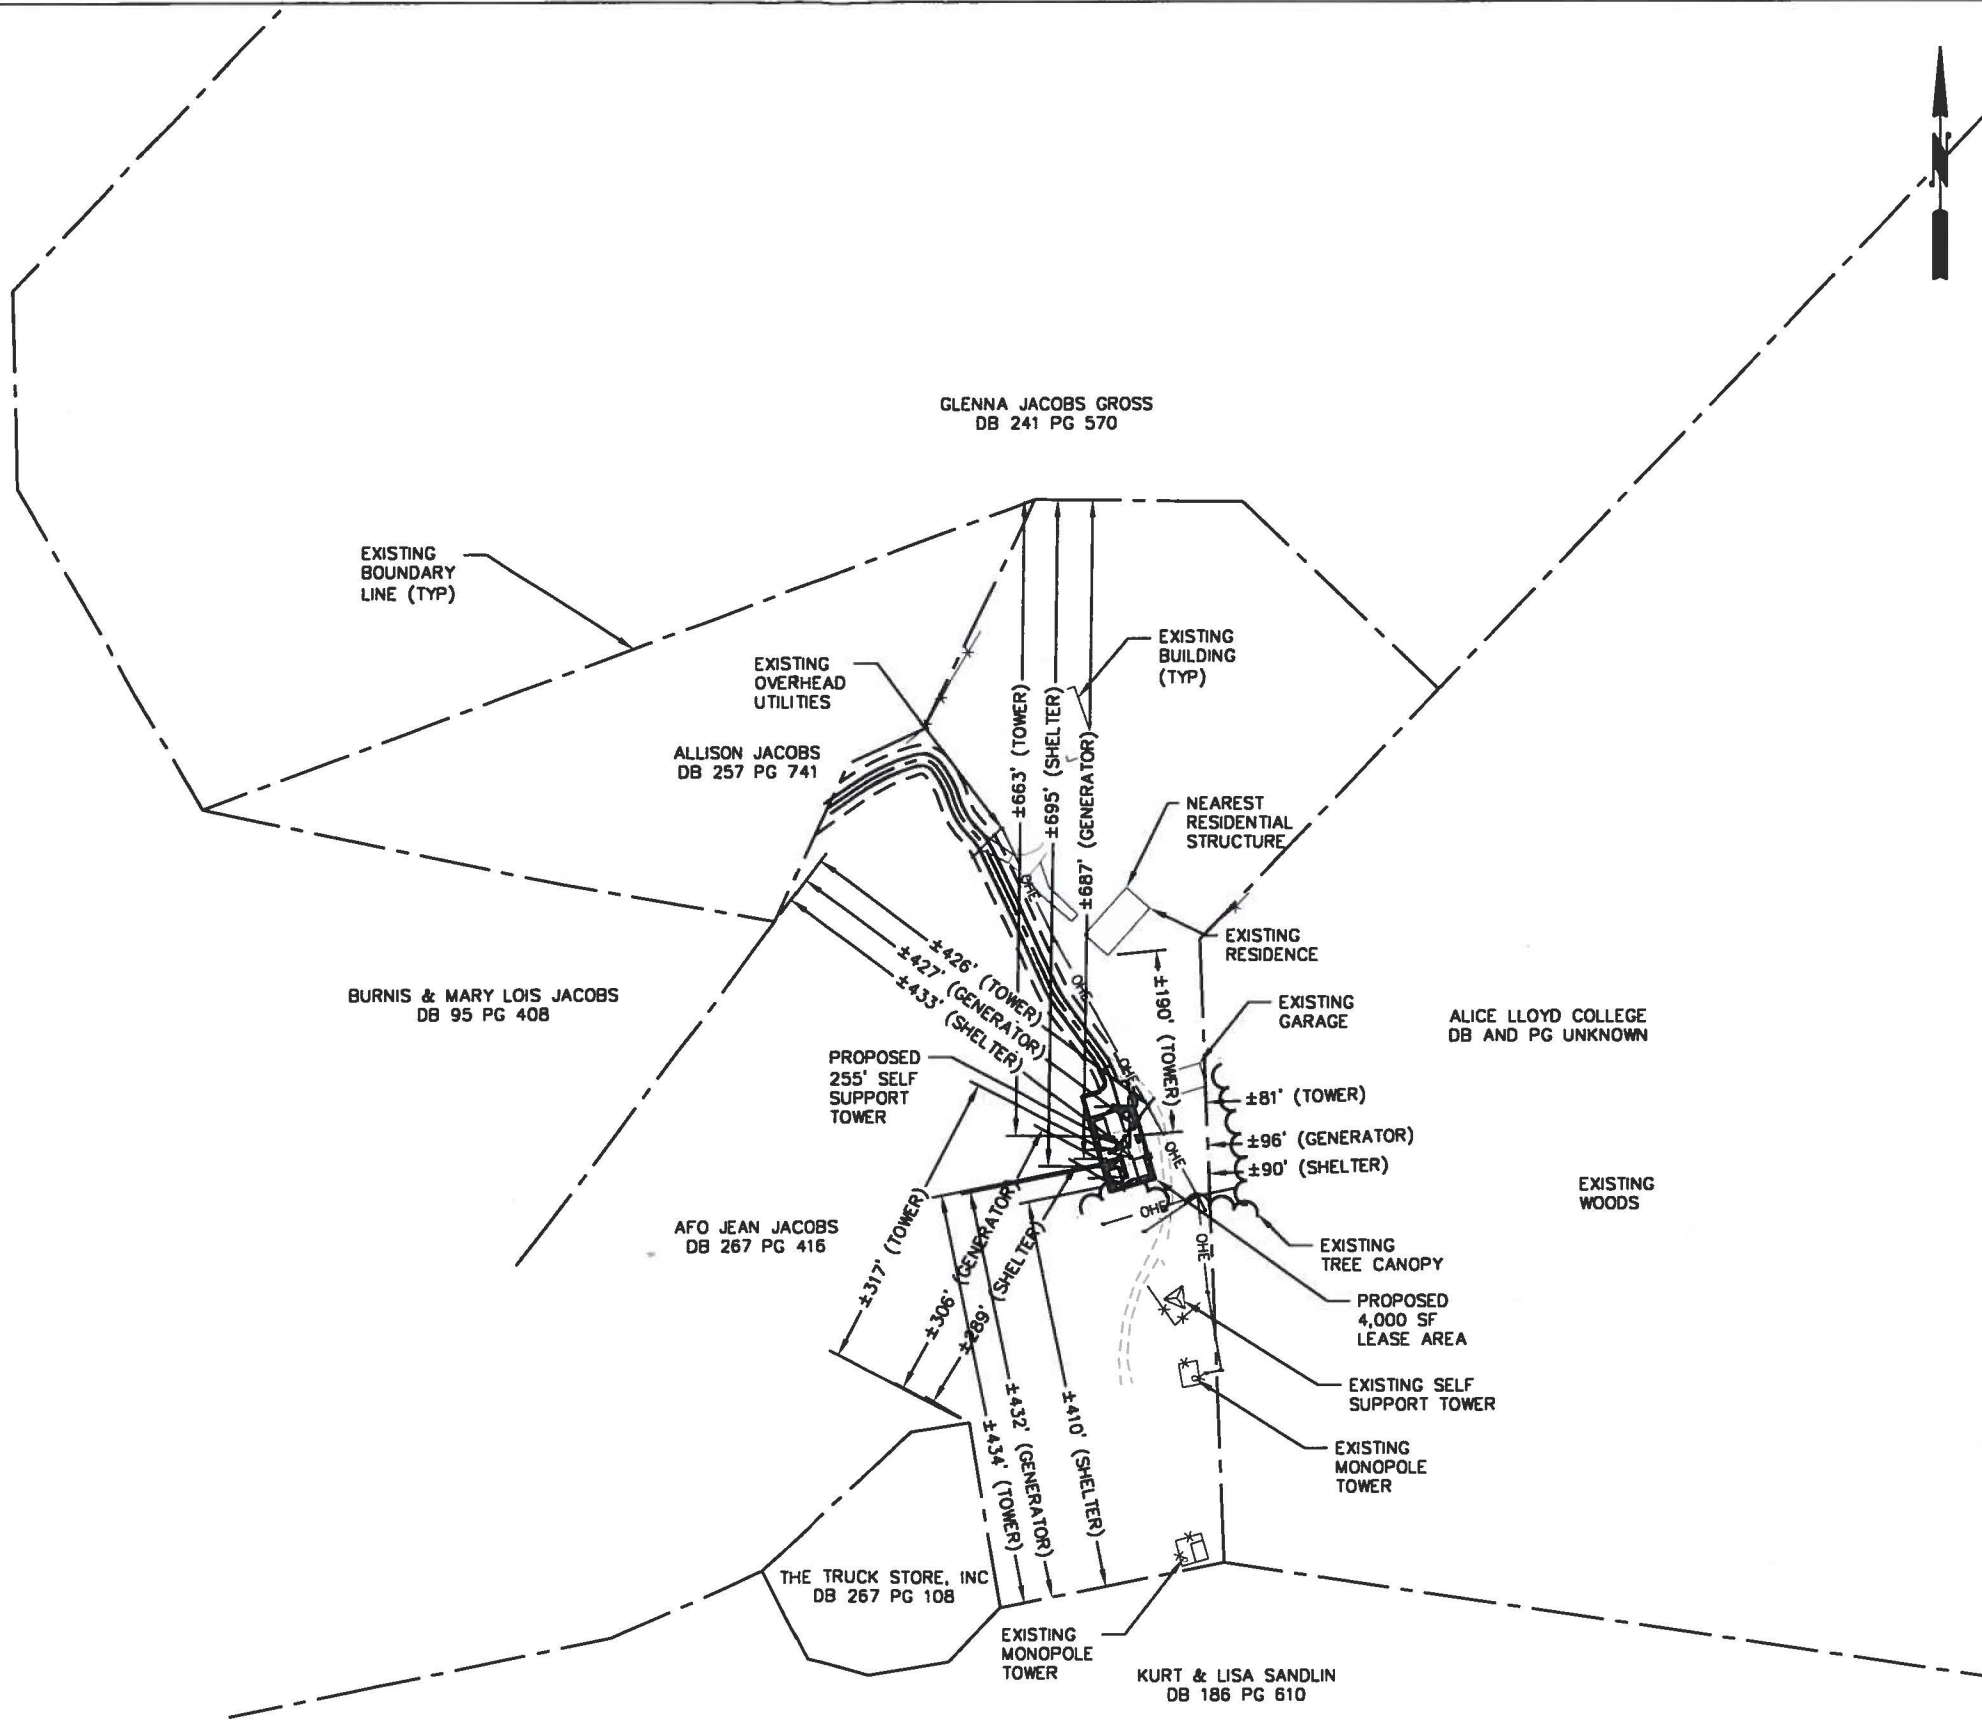 N
GLENNA JACOBS GROSS
DB 241 PG 570
EXISTING
BOUNDARY
LINE (TYP)
EXISTING
OVERHEAD
UTILITIES
EXISTING
BUILDING
(TYP)
ALLISON JACOBS
DB 257 PG 741
±663' (TOWER)
±695' (SHELTER)
±687' (GENERATOR)
NEAREST
RESIDENTIAL
STRUCTURE
OHE
EXISTING
RESIDENCE
±426' (TOWER)
±427' (GENERATOR)
±433' (SHELTER)
OHE
±190' (TOWER)
BURNIS & MARY LOIS JACOBS
DB 95 PG 408
EXISTING
GARAGE
ALICE LLOYD COLLEGE
DB AND PG UNKNOWN
PROPOSED
255' SELF
SUPPORT
TOWER
OHE
±81' (TOWER)
±96' (GENERATOR)
±90' (SHELTER)
OHE
EXISTING
WOODS
OHE
AFO JEAN JACOBS
DB 267 PG 416
±317' (TOWER)
±306' (GENERATOR)
±289' (SHELTER)
OHE
EXISTING
TREE CANOPY
PROPOSED
4,000 SF
LEASE AREA
EXISTING SELF
SUPPORT TOWER
±434' (TOWER)
±432' (GENERATOR)
±410' (SHELTER)
EXISTING
MONOPOLE
TOWER
THE TRUCK STORE, INC
DB 267 PG 108
EXISTING
MONOPOLE
TOWER
KURT & LISA SANDLIN
DB 186 PG 610